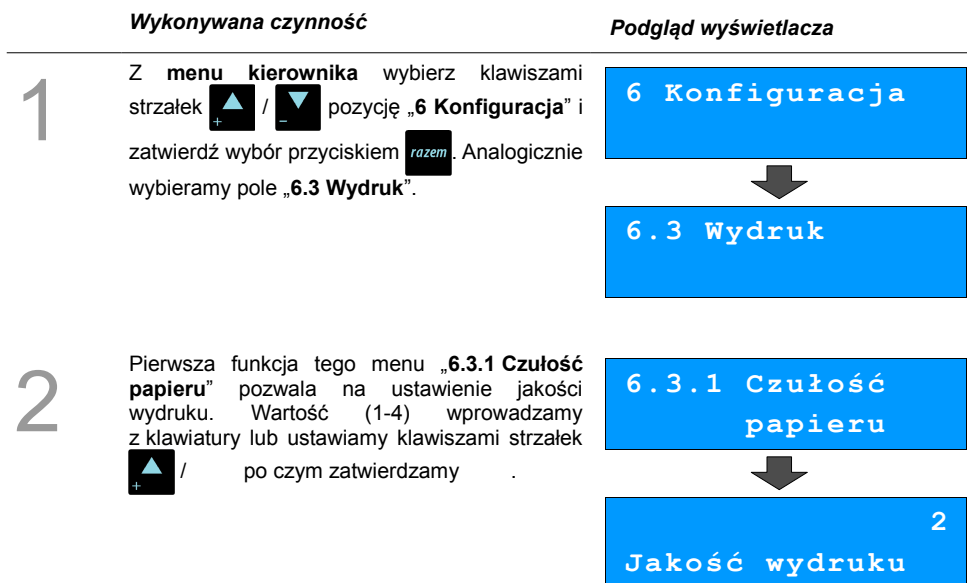 Wykonywana czynność
Podgląd wyświetlacza
1
Z menu kierownika wybierz klawiszami
strzałek + / - pozycję „6 Konfiguracja” i
zatwierdź wybór przyciskiem razem. Analogicznie
wybieramy pole „6.3 Wydruk”.
6 Konfiguracja
6.3 Wydruk
2
Pierwsza funkcja tego menu „6.3.1 Czułość
papieru” pozwala na ustawienie jakości
wydruku. Wartość (1-4) wprowadzamy
z klawiatury lub ustawiamy klawiszami strzałek
+ / po czym zatwierdzamy .
6.3.1 Czułość
papieru
2
Jakość wydruku